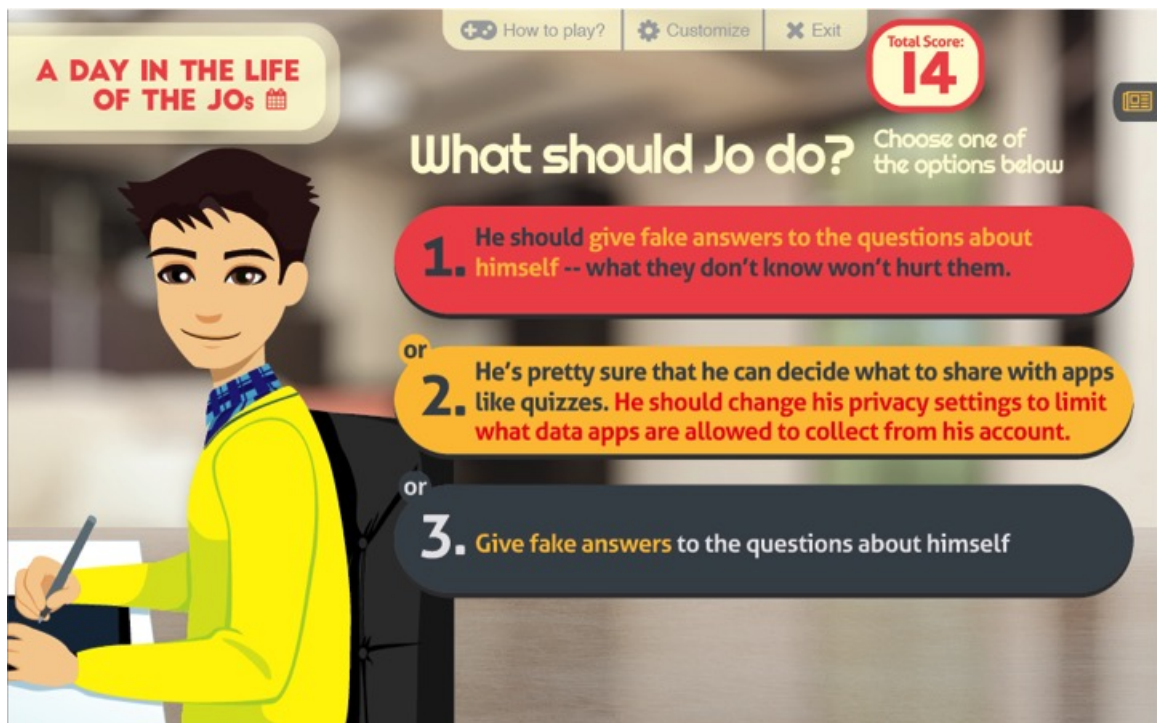 How to play?
Customize
Exit
Total Score:
14
A DAY IN THE LIFE
OF THE JOs
What should Jo do?
Choose one of
the options below
1.
He should give fake answers to the questions about
himself -- what they don't know won't hurt them.
or
2.
He's pretty sure that he can decide what to share with apps
like quizzes. He should change his privacy settings to limit
what data apps are allowed to collect from his account.
or
3.
Give fake answers to the questions about himself